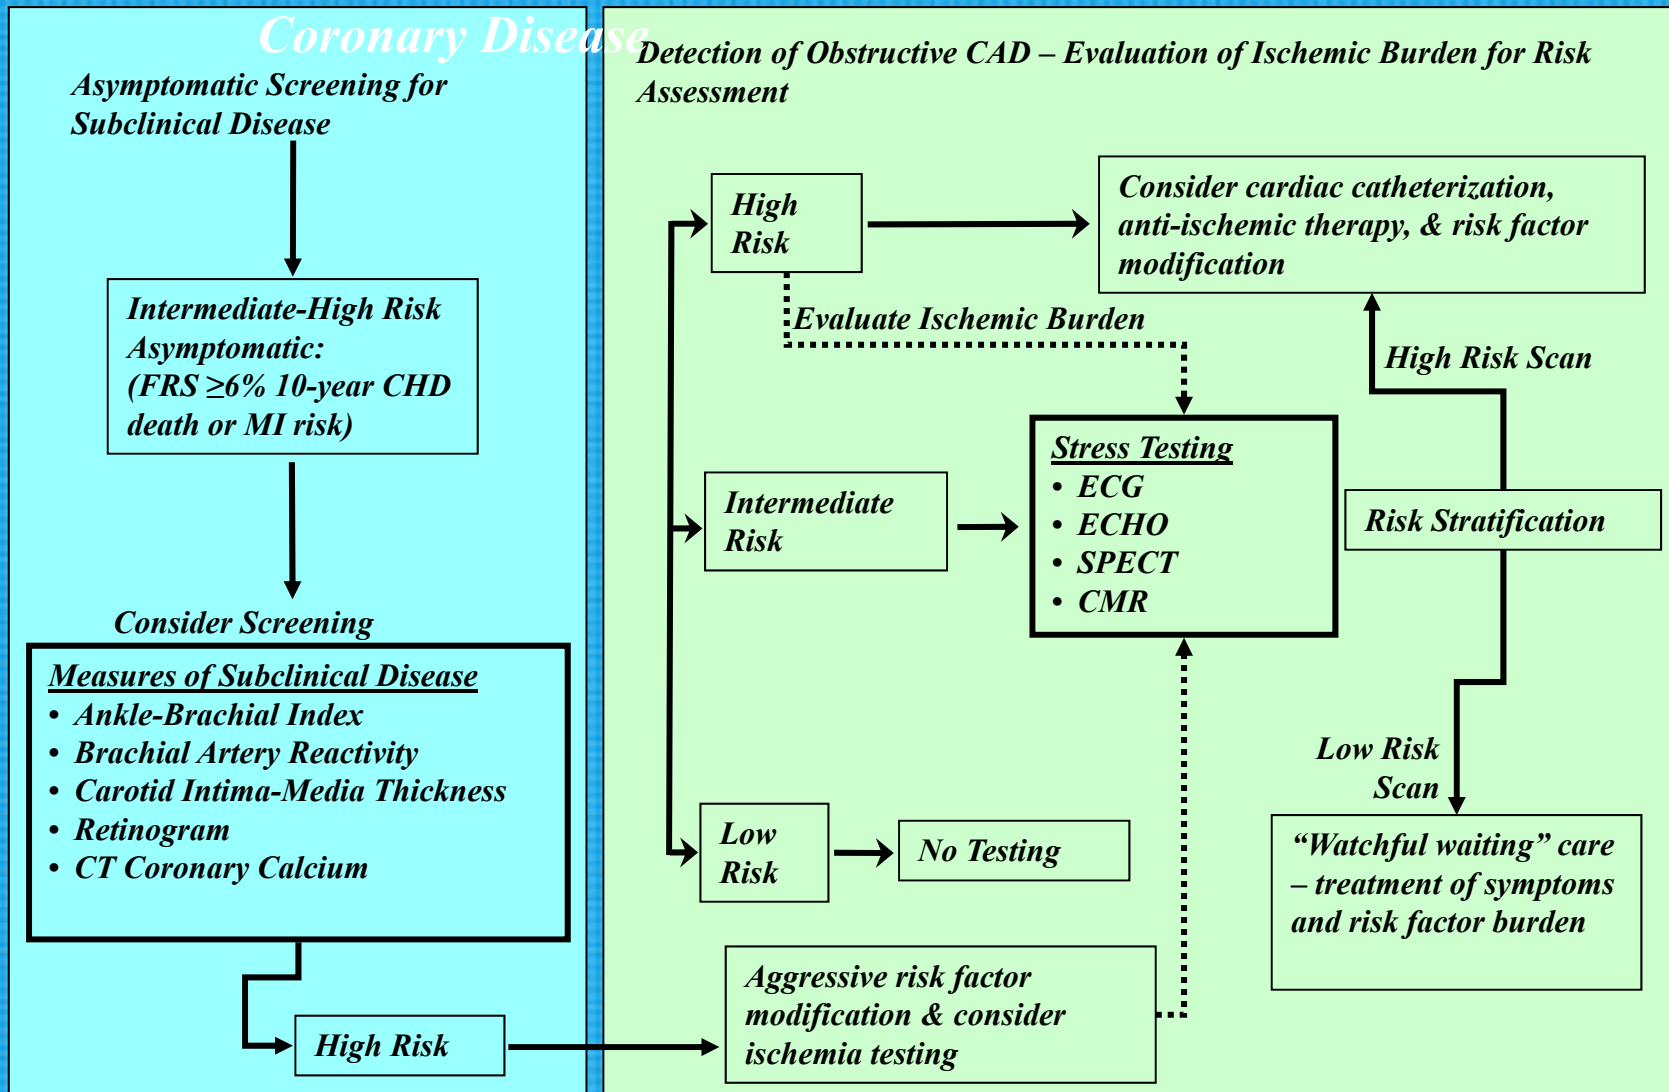 Coronary Disease
Asymptomatic Screening for
Subclinical Disease
Intermediate-High Risk
Asymptomatic:
(FRS ≥6% 10-year CHD
death or MI risk)
Consider Screening
Measures of Subclinical Disease
• Ankle-Brachial Index
• Brachial Artery Reactivity
• Carotid Intima-Media Thickness
• Retinogram
• CT Coronary Calcium
High Risk
Detection of Obstructive CAD – Evaluation of Ischemic Burden for Risk
Assessment
High
Risk
Consider cardiac catheterization,
anti-ischemic therapy, & risk factor
modification
Evaluate Ischemic Burden
High Risk Scan
Intermediate
Risk
Stress Testing
• ECG
• ECHO
• SPECT
• CMR
Risk Stratification
Low Risk
Scan
Low
Risk
No Testing
“Watchful waiting” care
– treatment of symptoms
and risk factor burden
Aggressive risk factor
modification & consider
ischemia testing